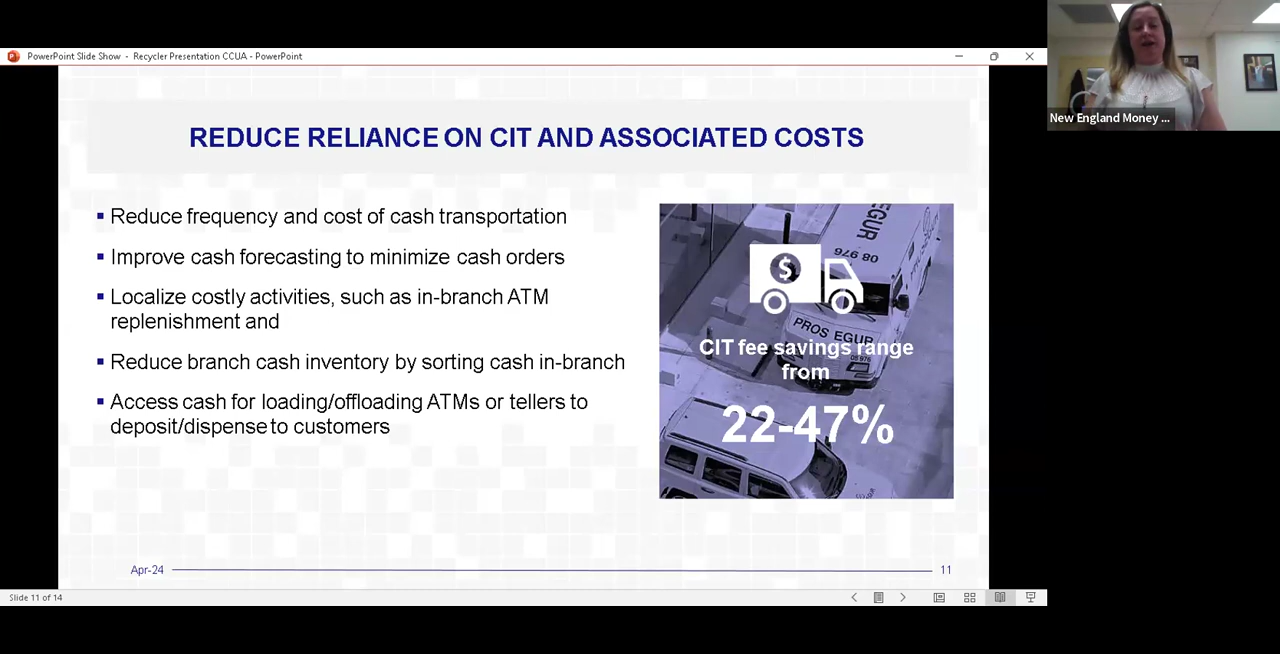 PowerPoint Slide Show - Recycler Presentation CCUA - PowerPoint
New England Money ...
REDUCE RELIANCE ON CIT AND ASSOCIATED COSTS
Reduce frequency and cost of cash transportation
Improve cash forecasting to minimize cash orders
Localize costly activities, such as in-branch ATM
replenishment and
Reduce branch cash inventory by sorting cash in-branch
Access cash for loading/offloading ATMs or tellers to
deposit/dispense to customers
EGUR
08 976
$
PROS EGUR
CIT fee savings range
from
22-47%
Apr-24
11
Slide 11 of 14